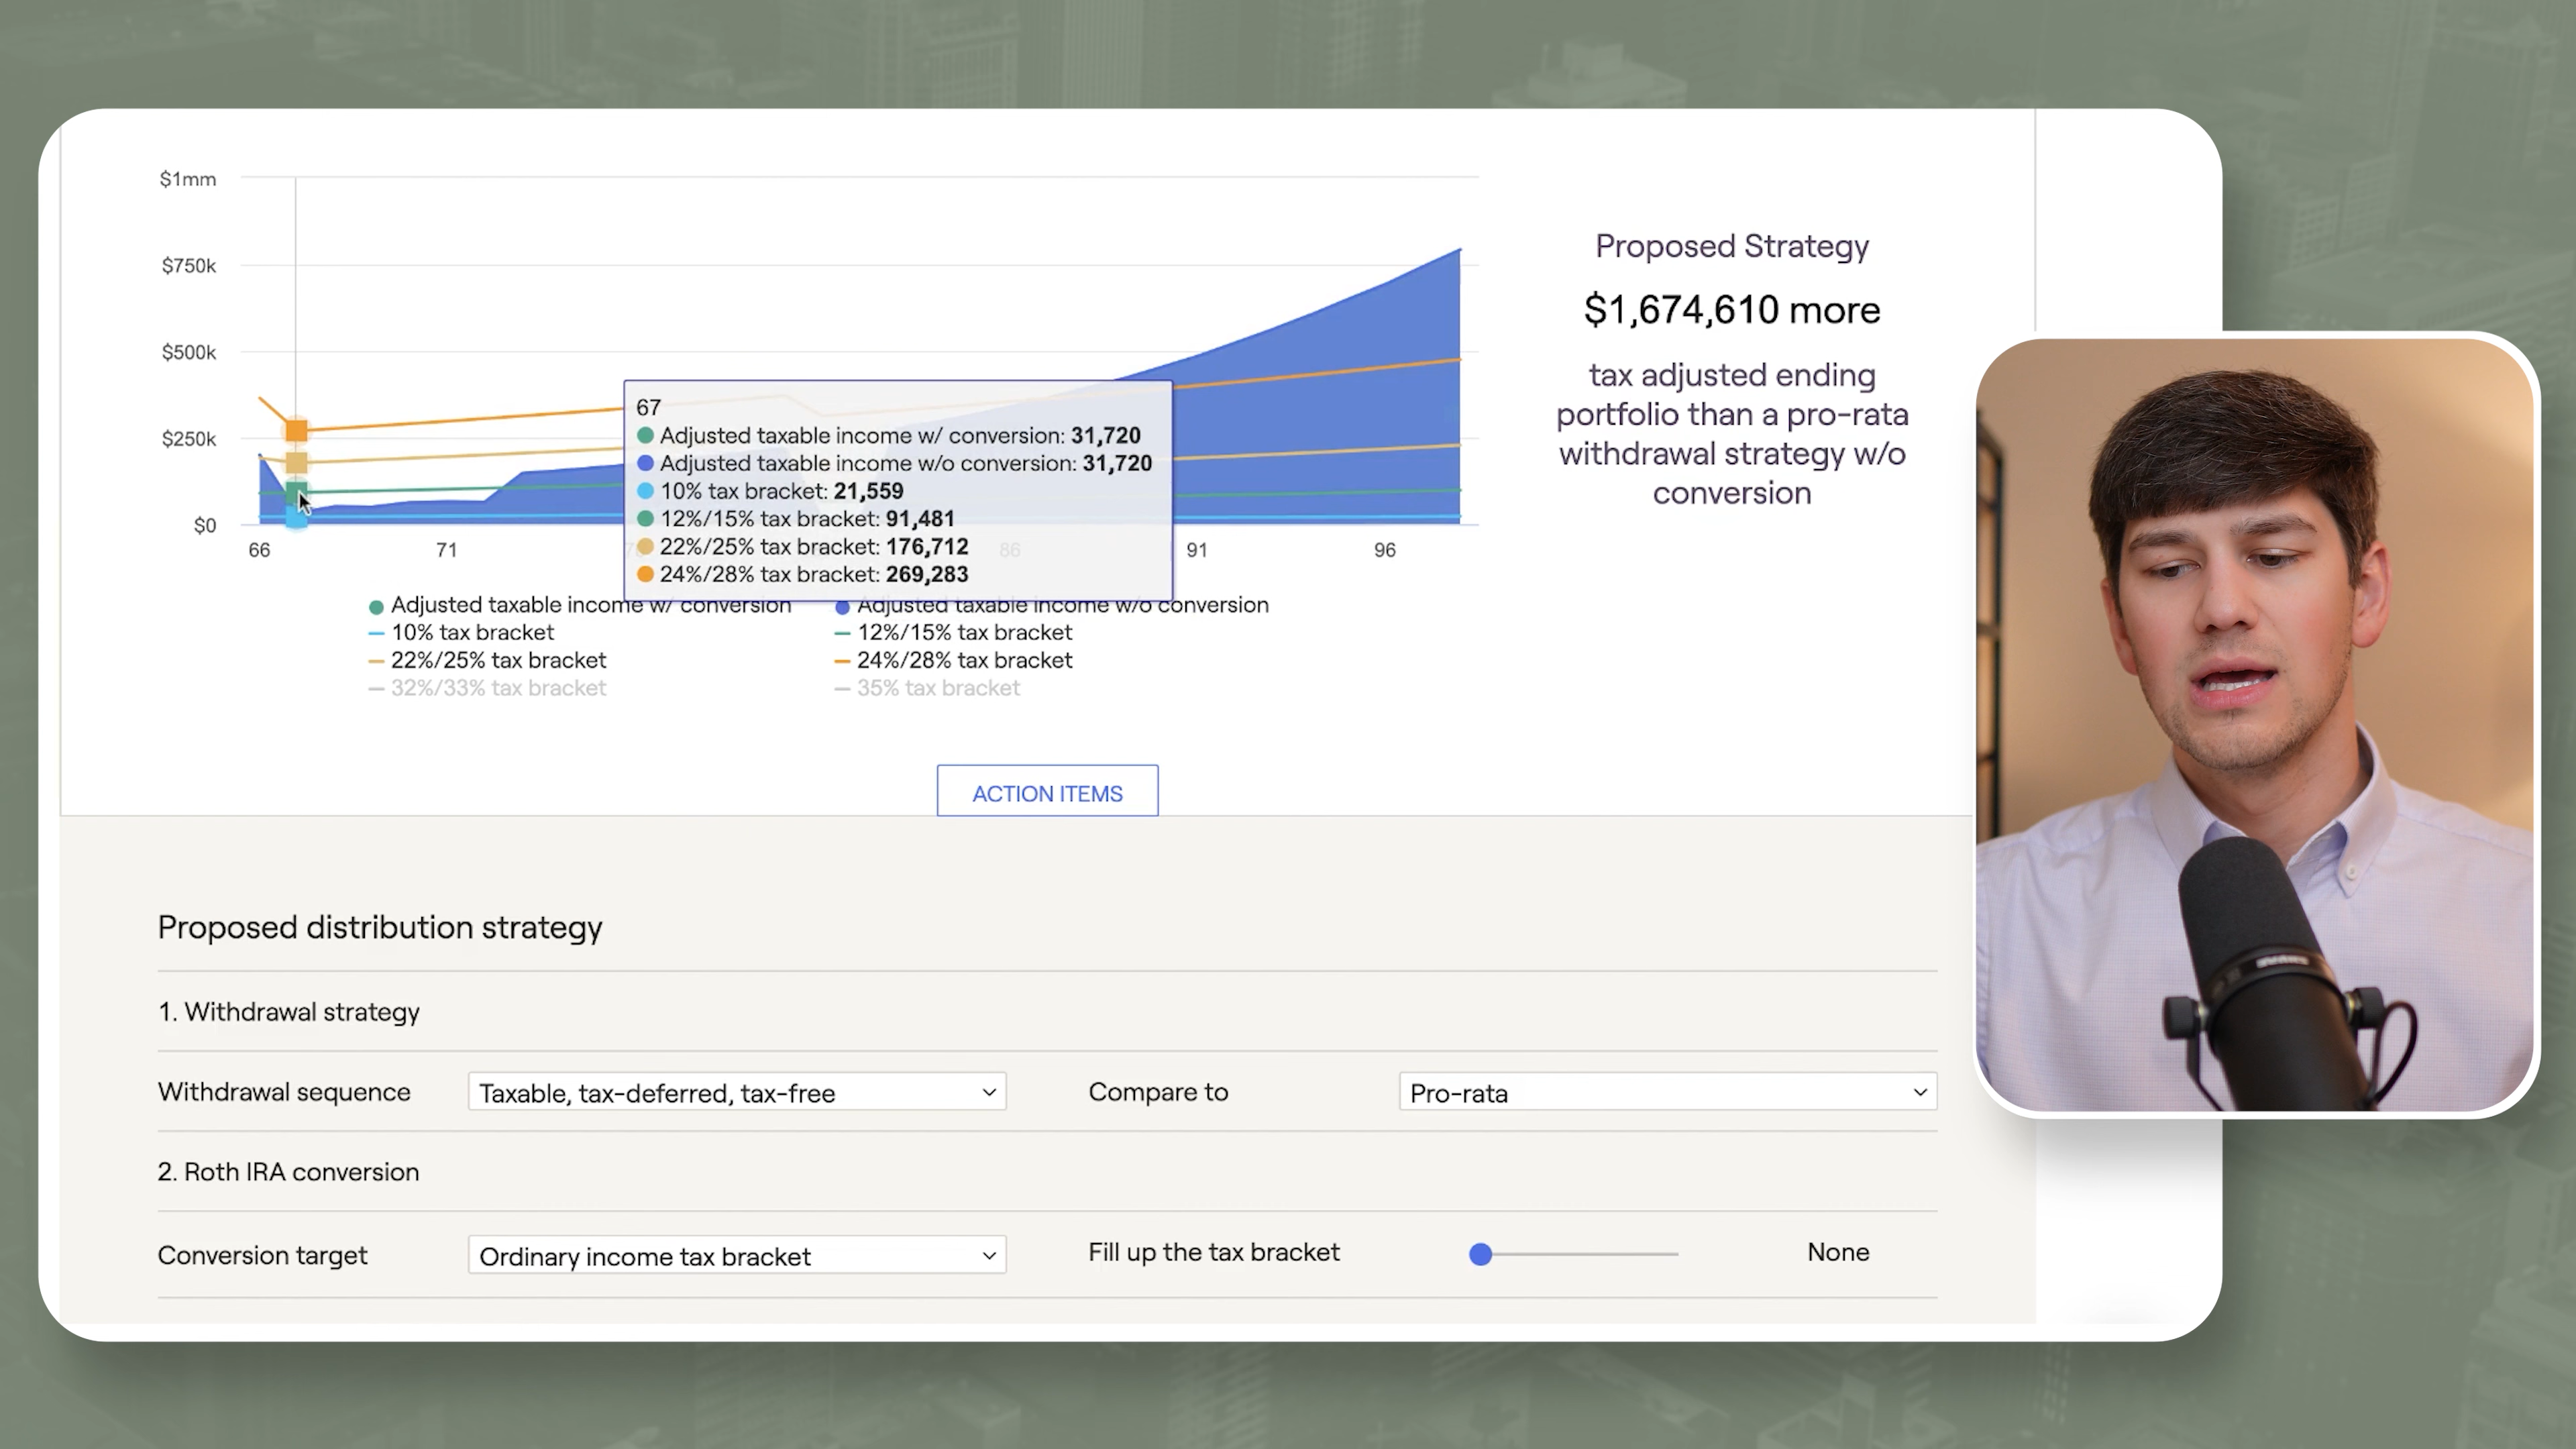 $1mm
$750k
$500k
$250k
$0
66
71
86
91
96
67
Adjusted taxable income w/ conversion: 31,720
Adjusted taxable income w/o conversion: 31,720
10% tax bracket: 21,559
12%/15% tax bracket: 91,481
22%/25% tax bracket: 176,712
24%/28% tax bracket: 269,283
Adjusted taxable income w/ conversion
Adjusted taxable income w/o conversion
10% tax bracket
12%/15% tax bracket
22%/25% tax bracket
24%/28% tax bracket
32%/33% tax bracket
35% tax bracket
Proposed Strategy
$1,674,610 more
tax adjusted ending
portfolio than a pro-rata
withdrawal strategy w/o
conversion
ACTION ITEMS
Proposed distribution strategy
1. Withdrawal strategy
Withdrawal sequence
Taxable, tax-deferred, tax-free
Compare to
Pro-rata
2. Roth IRA conversion
Conversion target
Ordinary income tax bracket
Fill up the tax bracket
None